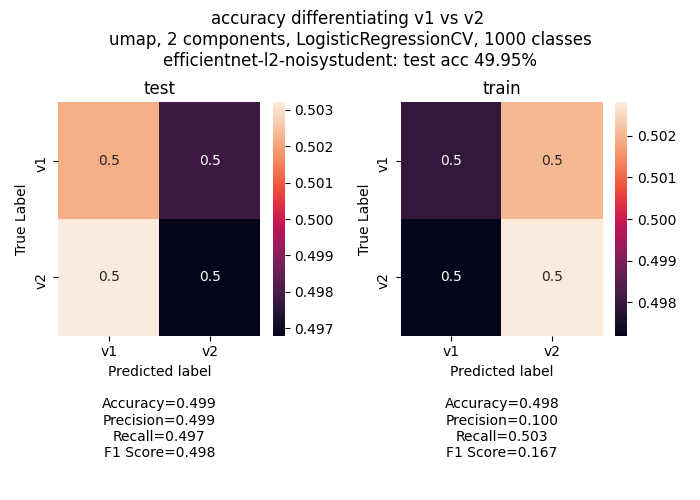 accuracy differentiating v1 vs v2
umap, 2 components, LogisticRegressionCV, 1000 classes
efficientnet-l2-noisystudent: test acc 49.95%
test
True Label
v1
v2
0.5 0.5
0.5 0.5
v1 v2
Predicted label
0.503
0.502
0.501
0.500
0.499
0.498
0.497
Accuracy=0.499
Precision=0.499
Recall=0.497
F1 Score=0.498
train
True Label
v1
v2
0.5 0.5
0.5 0.5
v1 v2
Predicted label
0.502
0.501
0.500
0.499
0.498
Accuracy=0.498
Precision=0.100
Recall=0.503
F1 Score=0.167